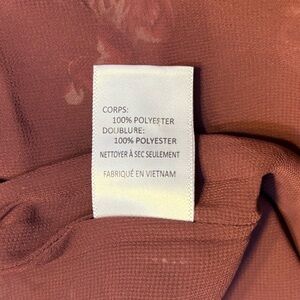 CORPS:
100% POLYESTER
DOUBLURE:
100% POLYESTER
NETTOYER À SEC SEULEMENT
FABRIQUÉ EN VIETNAM